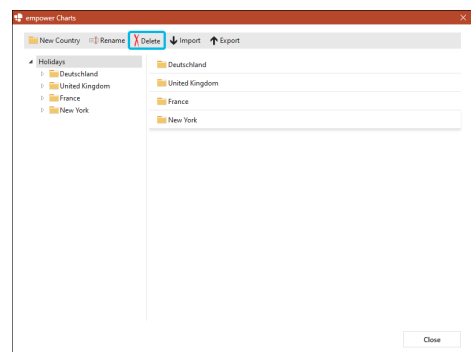 empower Charts
New Country Rename Delete Import Export
Holidays
Deutschland
United Kingdom
France
New York
Deutschland
United Kingdom
France
New York
Close